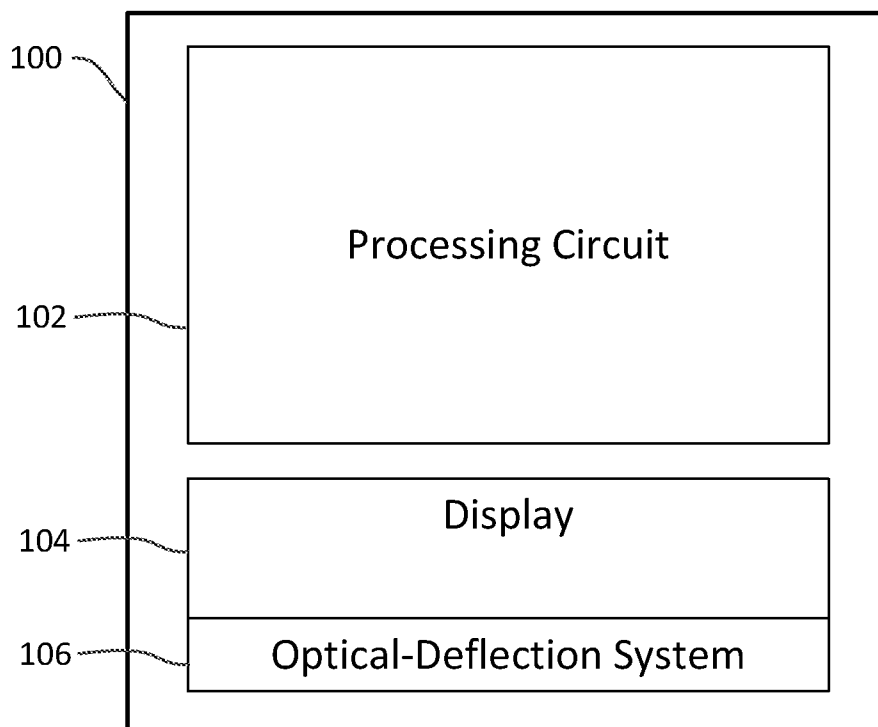 100
Processing Circuit
102
Display
104
106
Optical-Deflection System